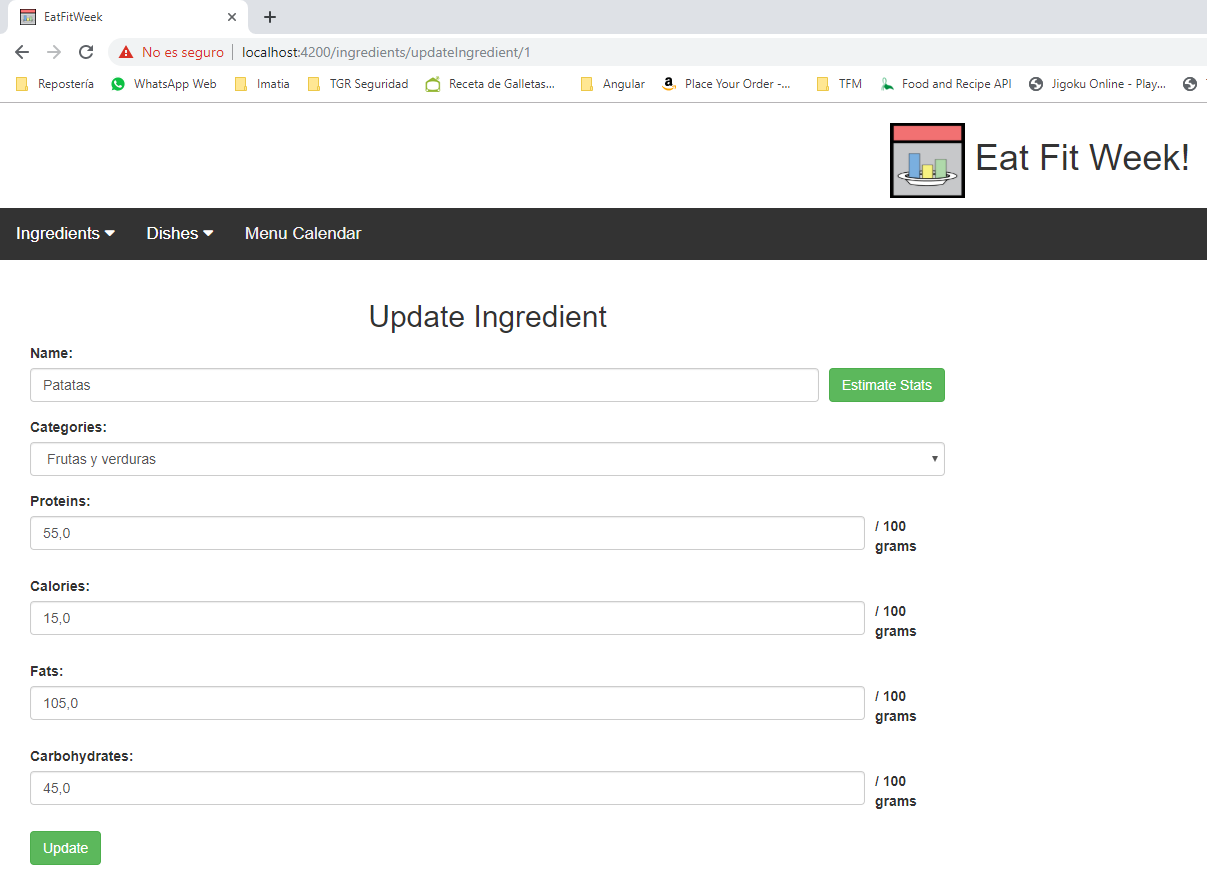 EatFitWeek
No es seguro localhost:4200/ingredients/updateIngredient/1
Repostería WhatsApp Web Imatia TGR Seguridad Receta de Galletas... Angular Place Your Order -... TFM Food and Recipe API Jigoku Online - Play...
Eat Fit Week!
Ingredients Dishes Menu Calendar
Update Ingredient
Name:
Patatas Estimate Stats
Categories:
Frutas y verduras
Proteins:
55,0 / 100
grams
Calories:
15,0 / 100
grams
Fats:
105,0 / 100
grams
Carbohydrates:
45,0 / 100
grams
Update